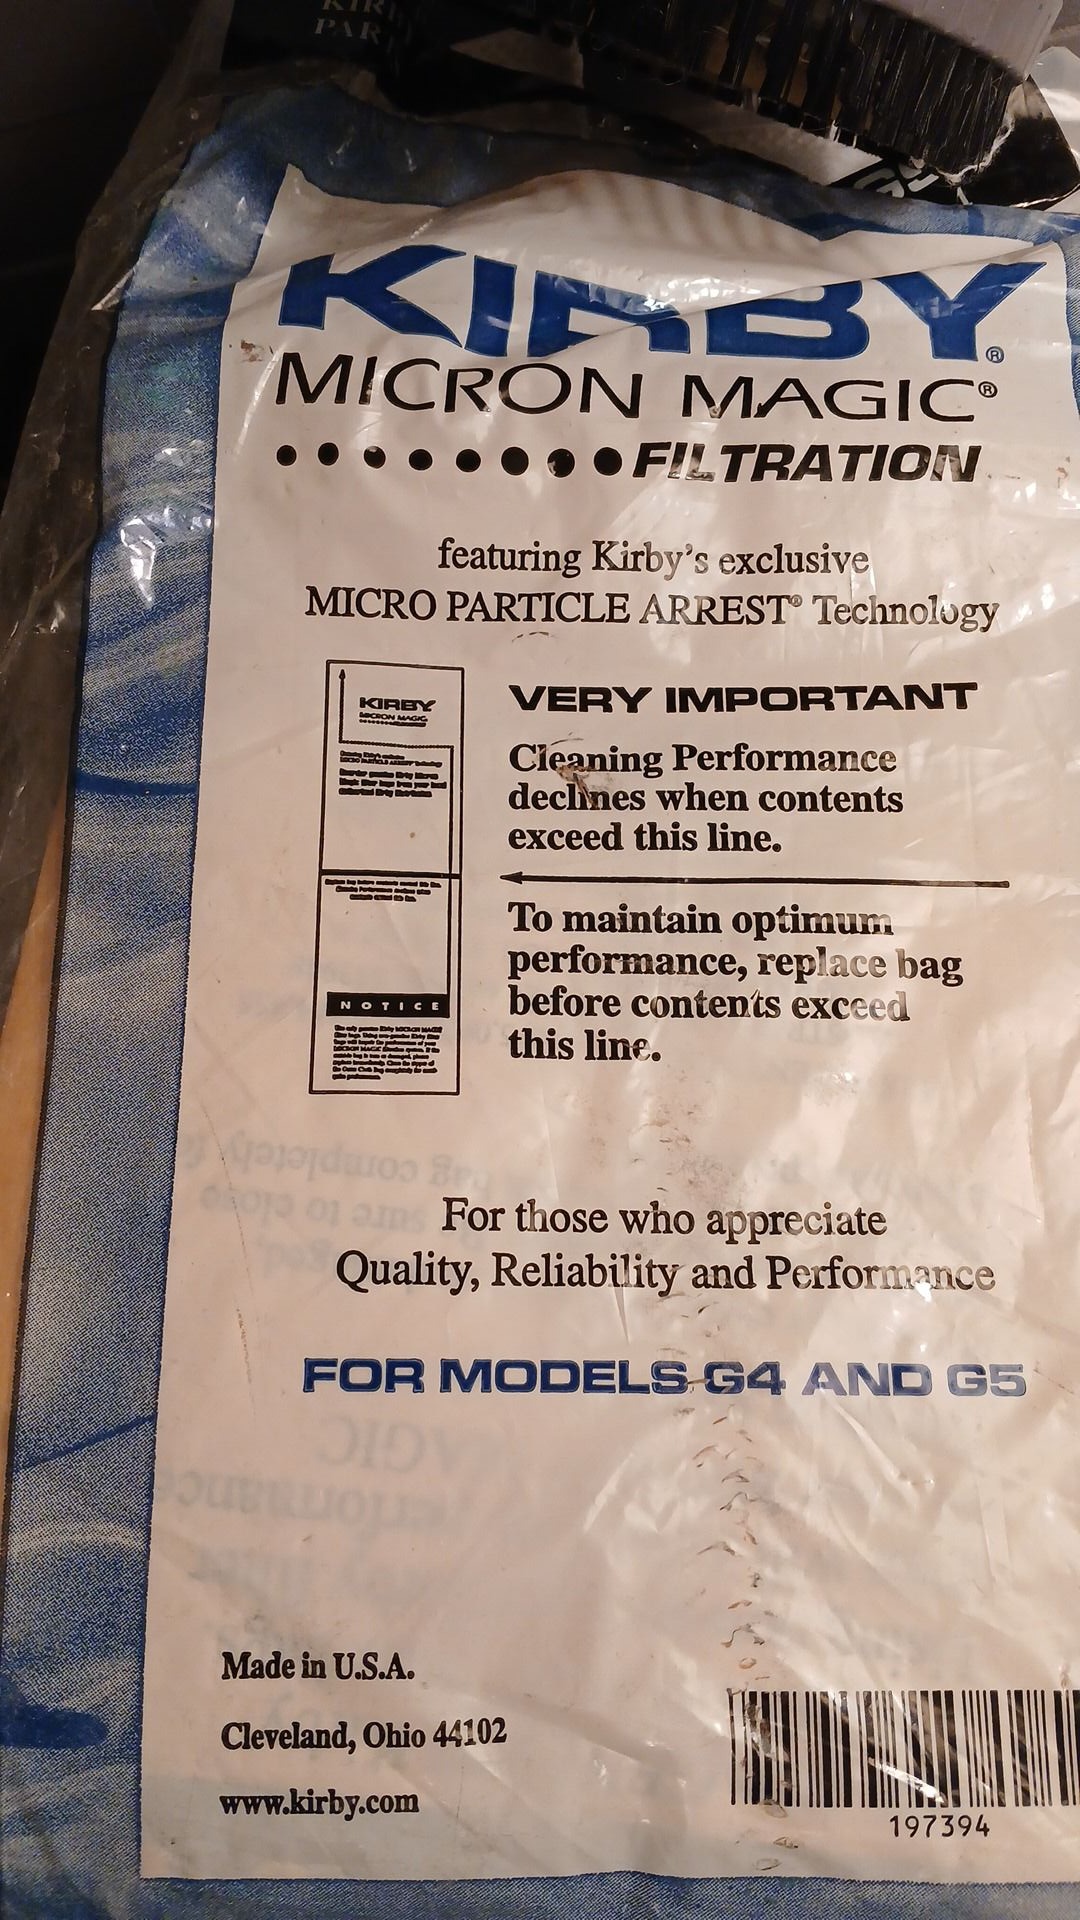 KIR
PAR
KIRBY®
MICRON MAGIC®
FILTRATION
featuring Kirby's exclusive
MICRO PARTICLE ARREST® Technology
KIRBY
MICRON MAGIC
NOTICE
VERY IMPORTANT
Cleaning Performance
declines when contents
exceed this line.
To maintain optimum
performance, replace bag
before contents exceed
this line.
For those who appreciate
Quality, Reliability and Performance
FOR MODELS G4 AND G5
Made in U.S.A.
Cleveland, Ohio 44102
www.kirby.com
197394